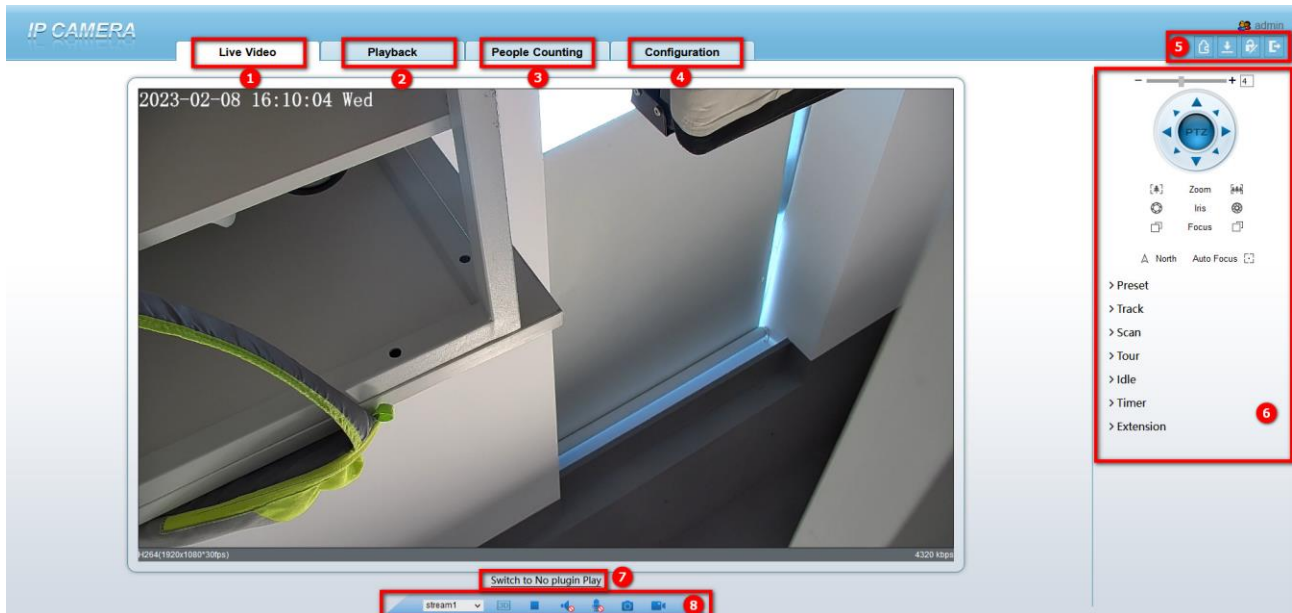 IP CAMERA
admin
Live Video
Playback
People Counting
Configuration
5
1
2
3
4
2023-02-08 16:10:04 Wed
4
PTZ
Zoom
Iris
Focus
North
Auto Focus
> Preset
> Track
> Scan
> Tour
> Idle
> Timer
> Extension
6
H264(1920x1080*30fps)
4320 kbps
Switch to No plugin Play
7
stream1
3D
8